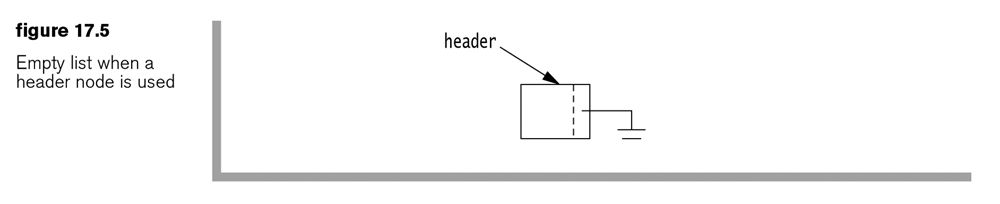 figure 17.5
Empty list when a
header node is used
header